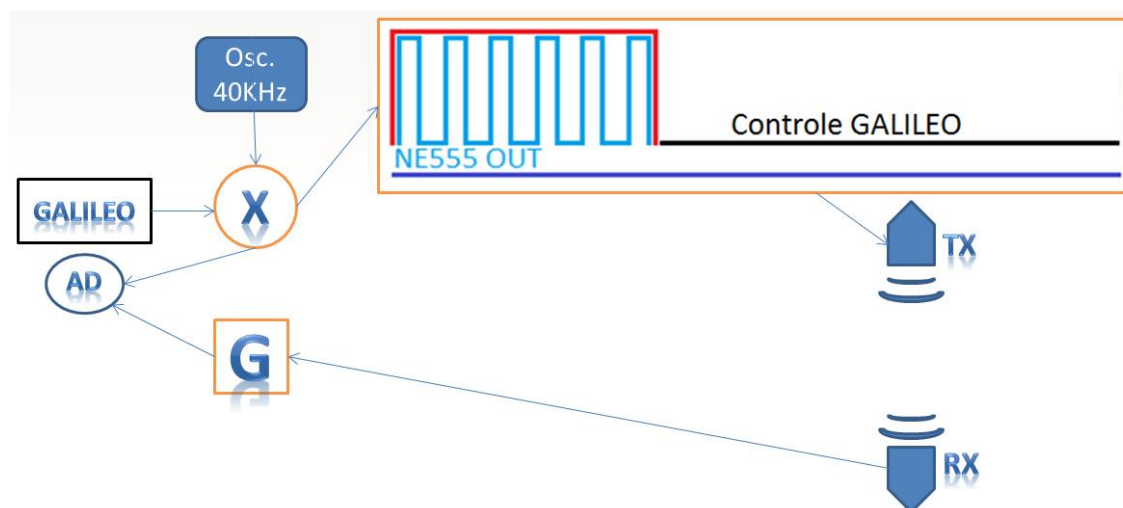 Osc.
40KHz
Controle GALILEO
NE555 OUT
GALILEO
X
TX
AD
G
RX